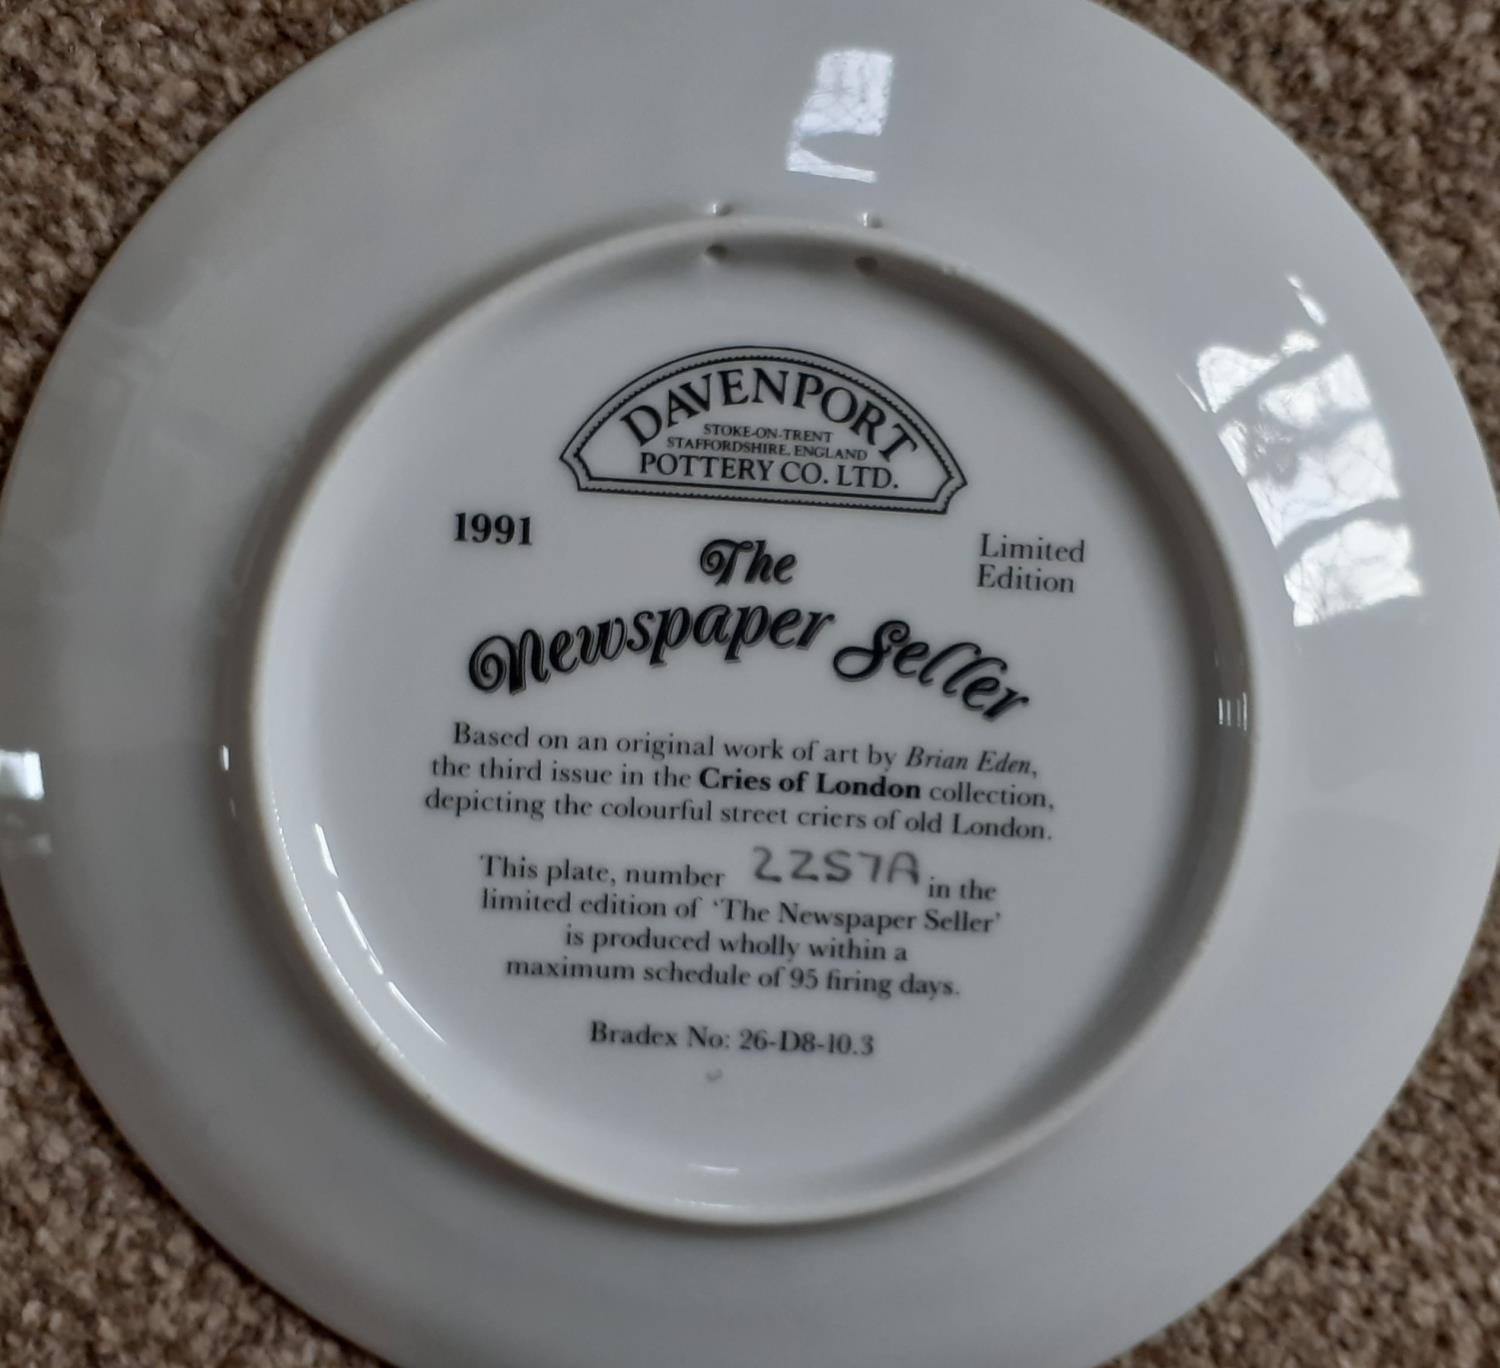 DAVENPORT
STOKE-ON-TRENT
STAFFORDSHIRE, ENGLAND
POTTERY CO. LTD.
1991
Limited
Edition
The
Newspaper Seller
Based on an original work of art by Brian Eden,
the third issue in the Cries of London collection,
depicting the colourful street criers of old London.
This plate, number 2257A in the
limited edition of 'The Newspaper Seller'
is produced wholly within a
maximum schedule of 95 firing days.
Bradex No: 26-D8-10.3